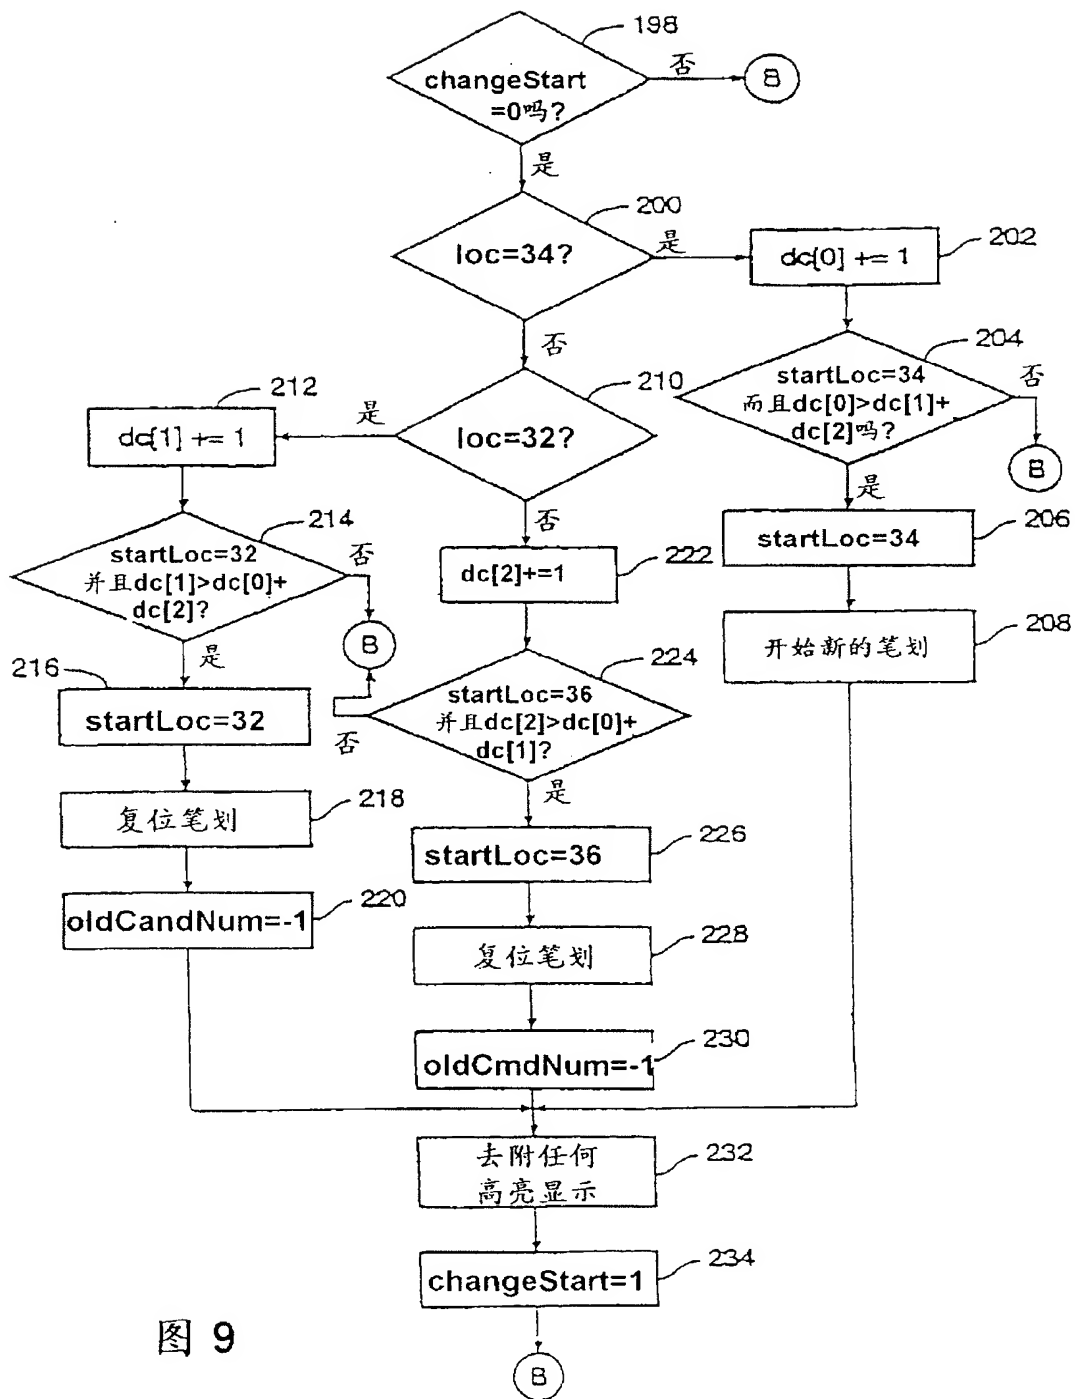 198
changeStart
=0吗?
否
B
是
200
loc=34?
是
202
dc[0] += 1
否
204
startLoc=34
而且dc[0]>dc[1]+
dc[2]吗?
否
B
是
206
startLoc=34
208
开始新的笔划
210
loc=32?
是
212
dc[1] += 1
214
startLoc=32
并且dc[1]>dc[0]+
dc[2]?
否
B
是
216
startLoc=32
218
复位笔划
220
oldCandNum=-1
否
222
dc[2]+=1
224
startLoc=36
并且dc[2]>dc[0]+
dc[1]?
否
是
226
startLoc=36
228
复位笔划
230
oldCmdNum=-1
232
去附任何
高亮显示
234
changeStart=1
B
图 9